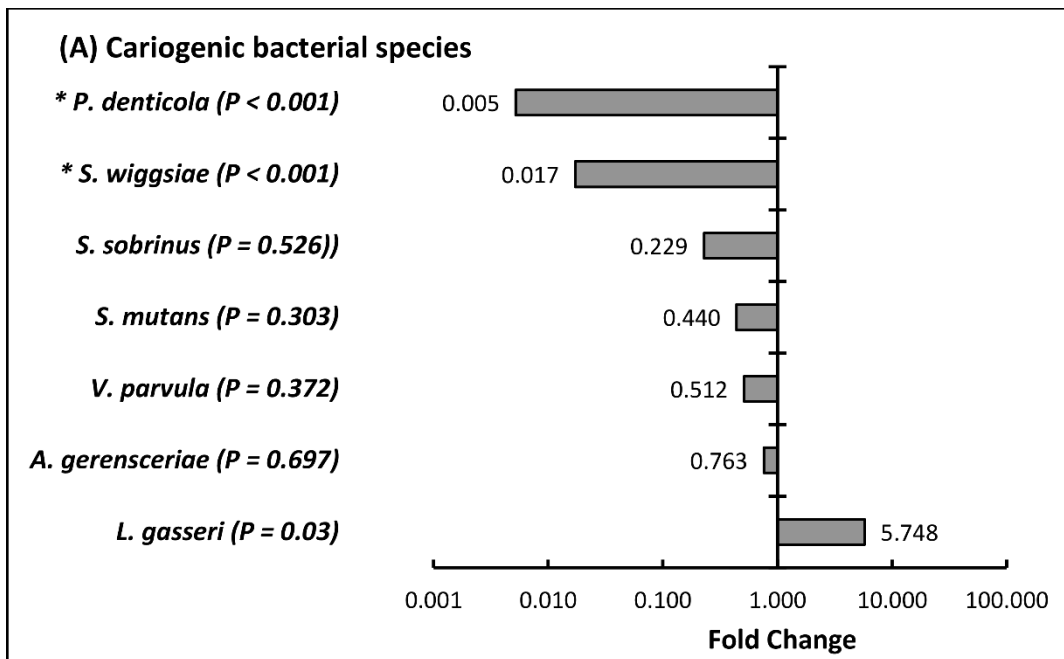 (A) Cariogenic bacterial species
* P. denticola (P < 0.001)
0.005
* S. wiggsiae (P < 0.001)
0.017
S. sobrinus (P = 0.526))
0.229
S. mutans (P = 0.303)
0.440
V. parvula (P = 0.372)
0.512
A. gerensceriae (P = 0.697)
0.763
L. gasseri (P = 0.03)
5.748
0.001 0.010 0.100 1.000 10.000 100.000
Fold Change